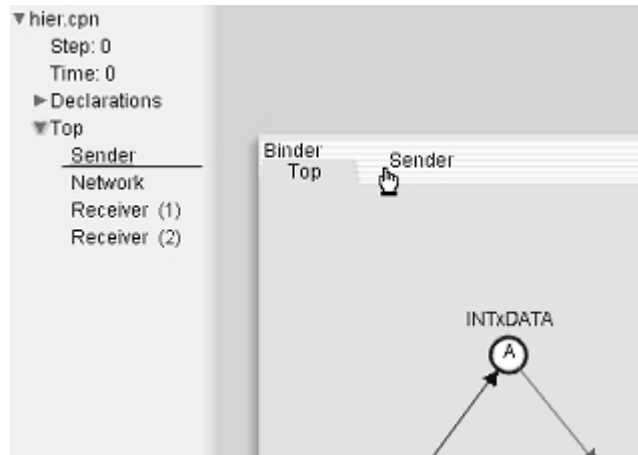 hier.cpn
Step: 0
Time: 0
Declarations
Top
Sender
Network
Receiver (1)
Receiver (2)
Binder
Top
Sender
INTxDATA
A